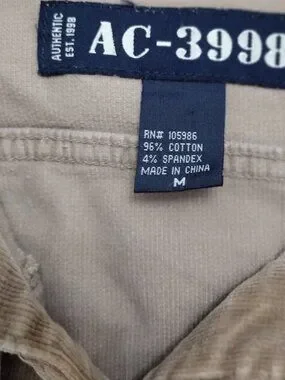 AUTHENTIC
EST. 1998
AC-3998
RN# 105986
96% COTTON
4% SPANDEX
MADE IN CHINA
M